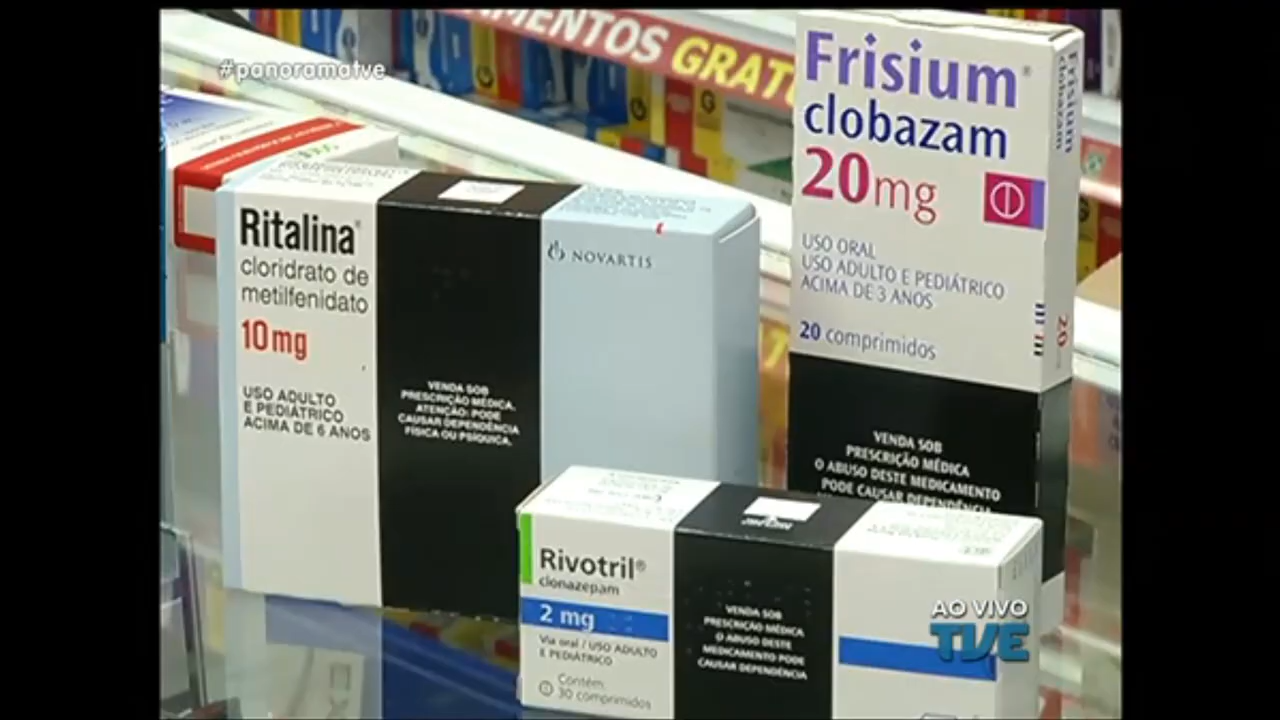 #panoramatve
MENTOS GRAT
Frisium®
clobazam
20mg
USO ORAL
USO ADULTO E PEDIÁTRICO
ACIMA DE 3 ANOS
20 comprimidos
Frisium
clobazam
20
VENDA SOB
PRESCRIÇÃO MÉDICA
O ABUSO DESTE MEDICAMENTO
PODE CAUSAR DEPENDÊNCIA
Ritalina®
cloridrato de
metilfenidato
10mg
USO ADULTO
E PEDIÁTRICO
ACIMA DE 6 ANOS
VENDA SOB
PRESCRIÇÃO MÉDICA.
ATENÇÃO: PODE
CAUSAR DEPENDÊNCIA
FÍSICA OU PSÍQUICA.
NOVARTIS
Rivotril®
clonazepam
2 mg
Via oral / USO ADULTO
E PEDIÁTRICO
Contém
30 comprimidos
VENDA SOB
PRESCRIÇÃO MÉDICA
O ABUSO DESTE
MEDICAMENTO PODE
CAUSAR DEPENDÊNCIA
AO VIVO
TVE